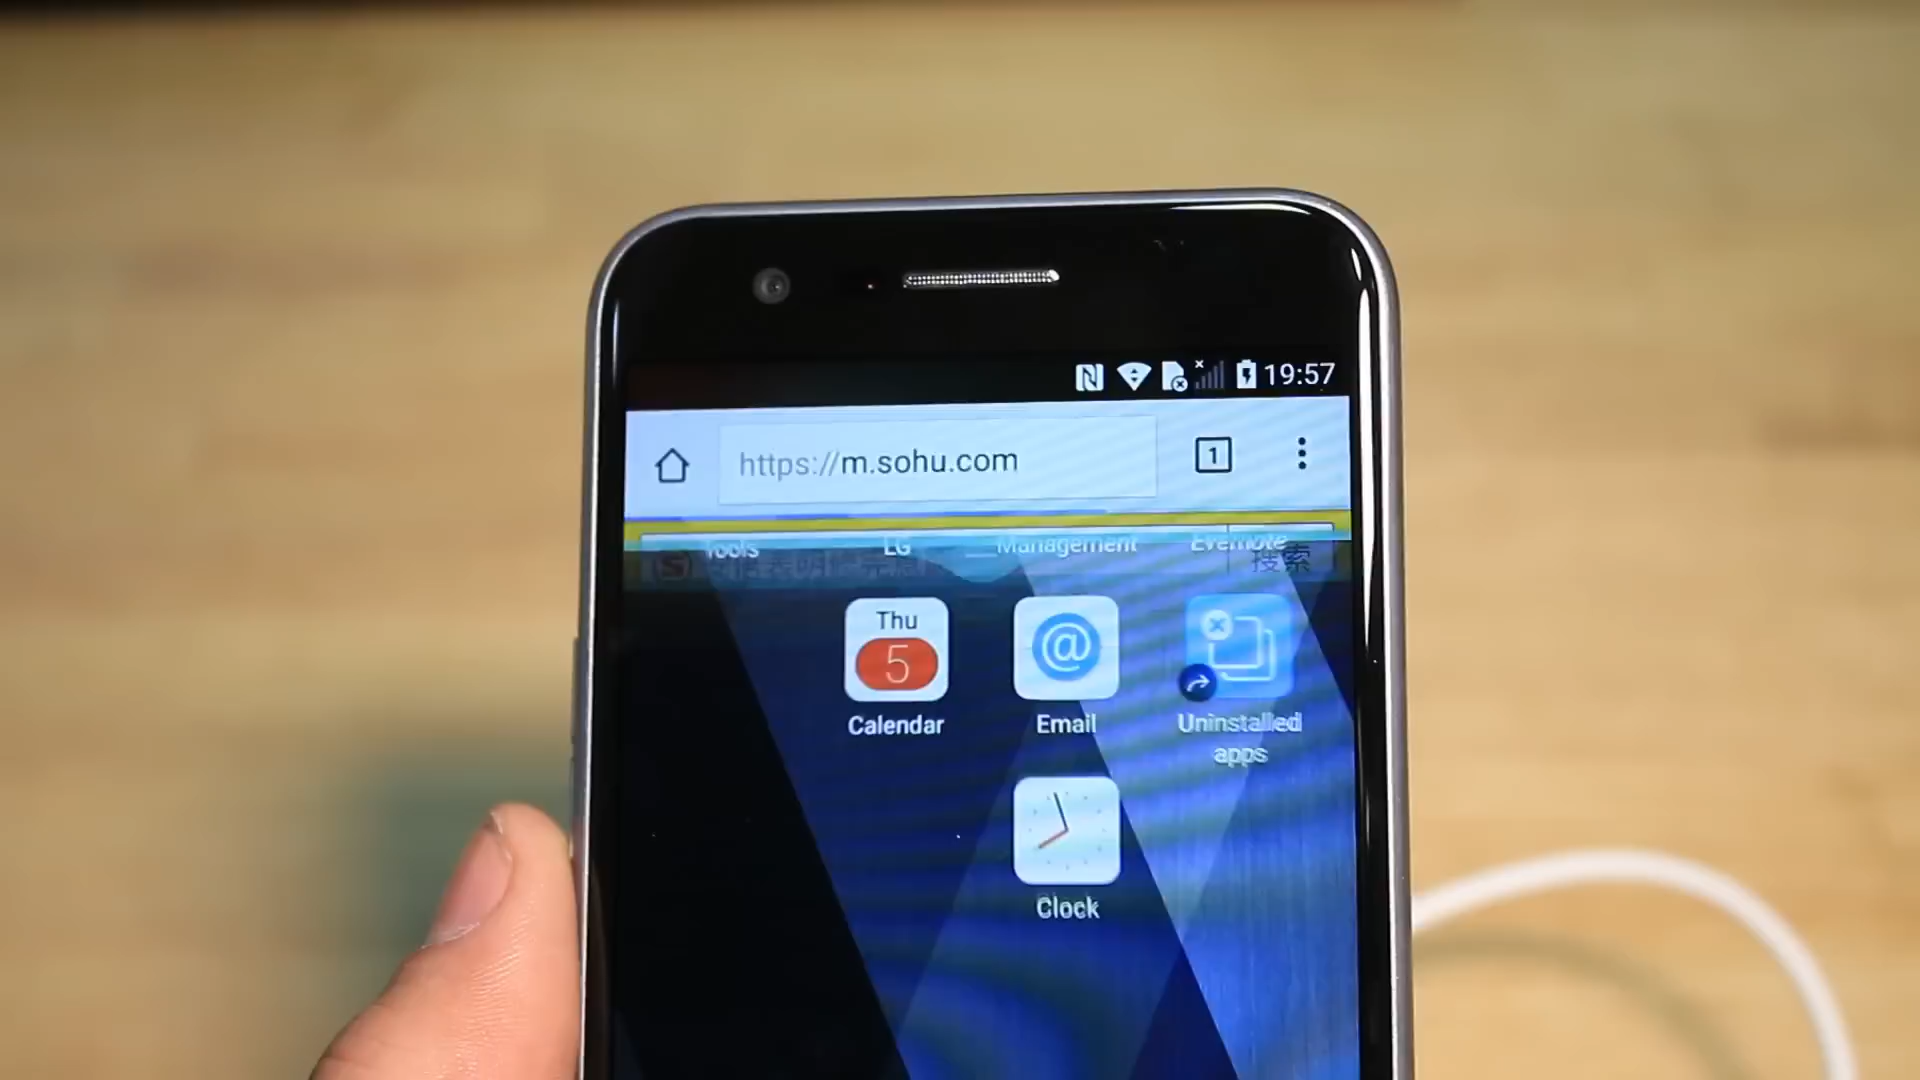 19:57
https://m.sohu.com
1
Tools LG Management Evernote
搜索
Thu
5
@
Calendar
Email
Uninstalled
apps
Clock